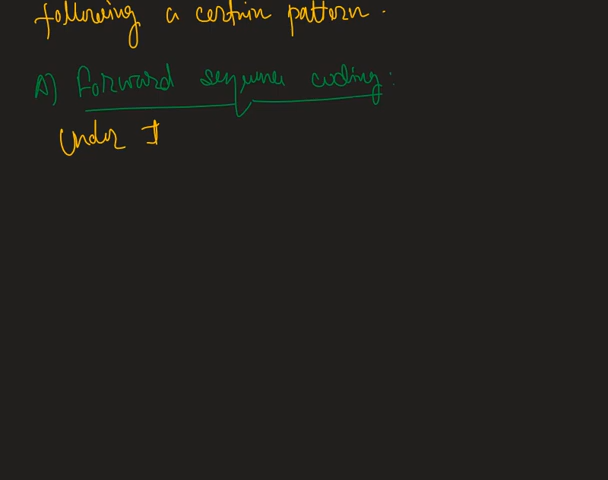 following a certain pattern.
A) Forward sequence coding:
Under I